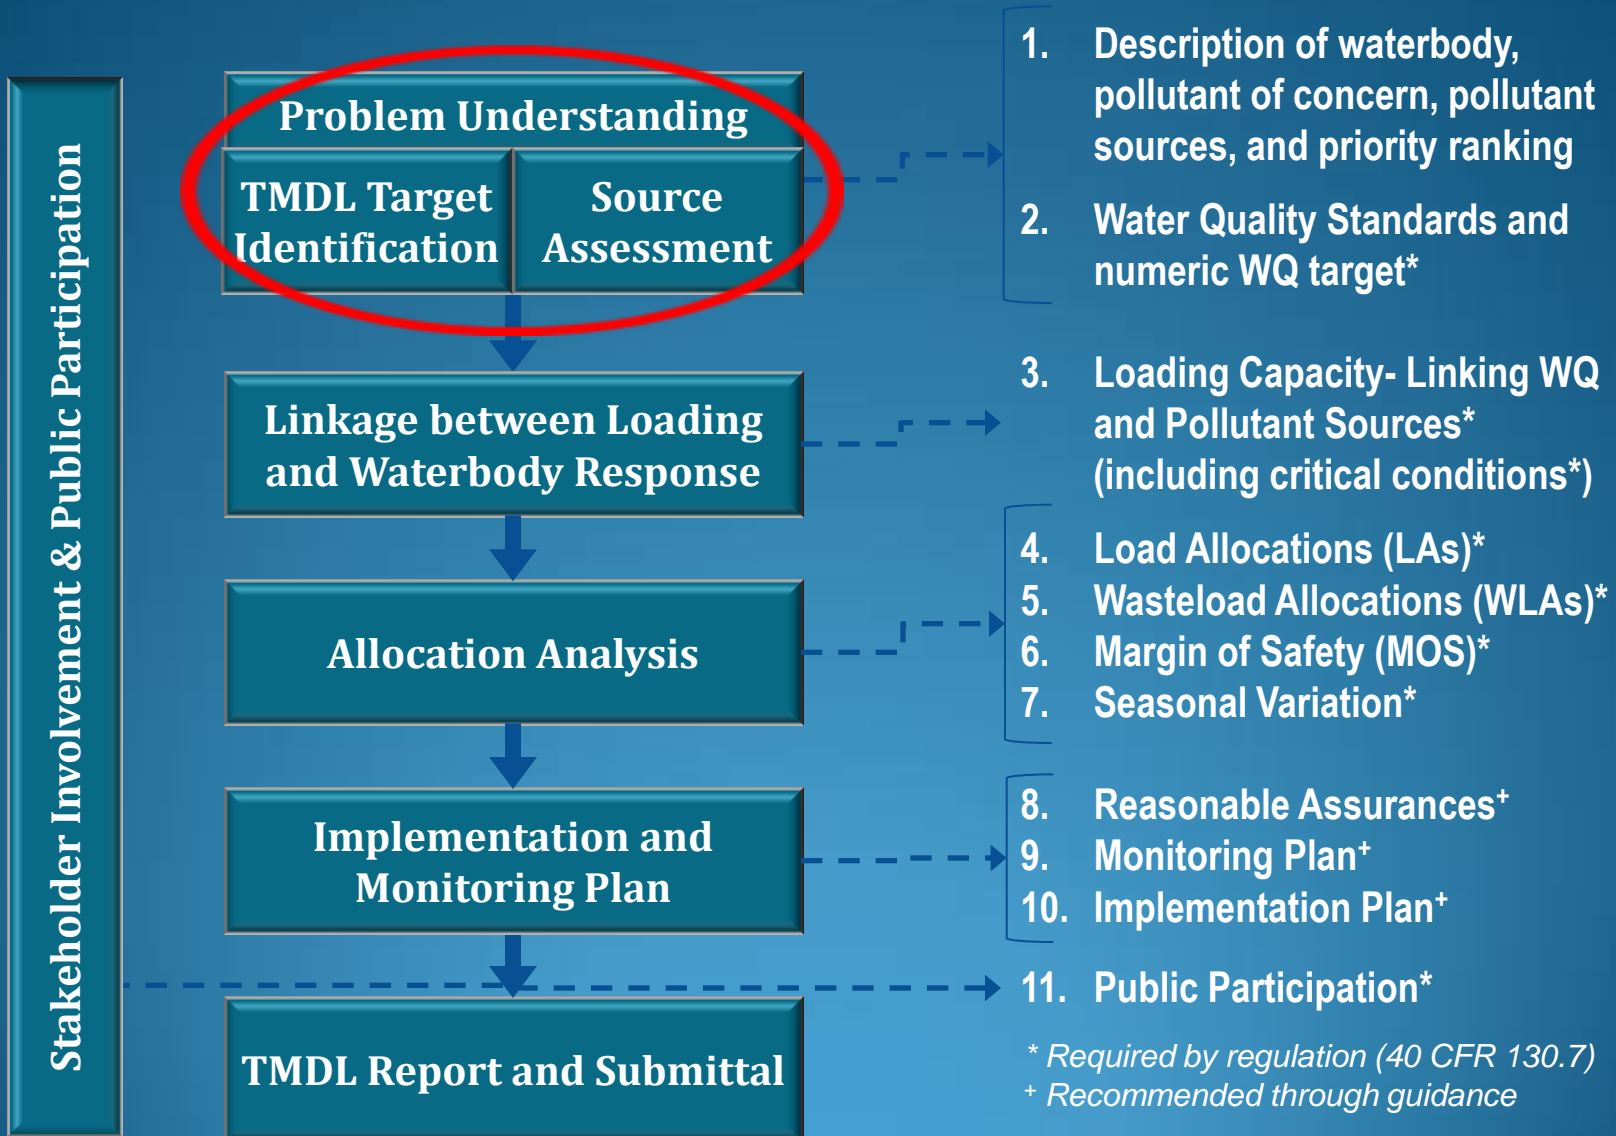 Stakeholder Involvement & Public Participation
Problem Understanding
TMDL Target
Identification
Source
Assessment
Linkage between Loading
and Waterbody Response
Allocation Analysis
Implementation and
Monitoring Plan
TMDL Report and Submittal
1. Description of waterbody,
pollutant of concern, pollutant
sources, and priority ranking
2. Water Quality Standards and
numeric WQ target*
3. Loading Capacity- Linking WQ
and Pollutant Sources*
(including critical conditions*)
4. Load Allocations (LAs)*
5. Wasteload Allocations (WLAs)*
6. Margin of Safety (MOS)*
7. Seasonal Variation*
8. Reasonable Assurances+
9. Monitoring Plan+
10. Implementation Plan+
11. Public Participation*
* Required by regulation (40 CFR 130.7)
+ Recommended through guidance